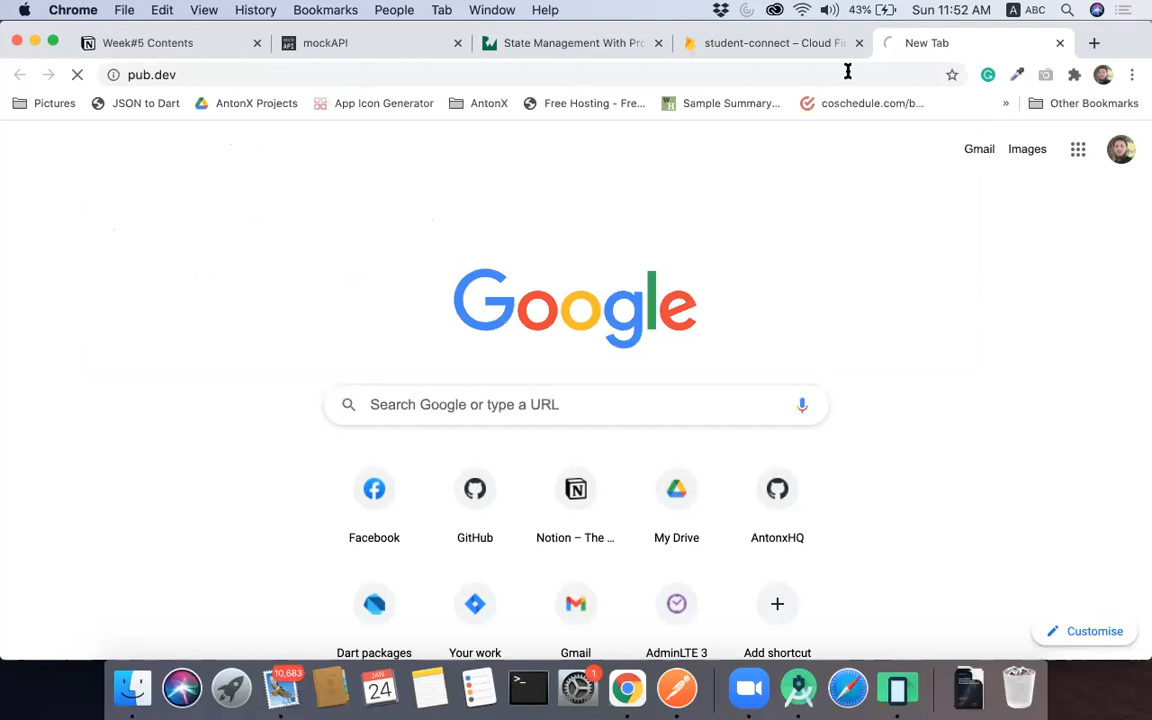 Chrome File Edit View History Bookmarks People Tab Window Help 43% Sun 11:52 AM A ABC
Week#5 Contents mockAPI State Management With Pro student-connect – Cloud Fir New Tab
pub.dev
Pictures JSON to Dart AntonX Projects App Icon Generator AntonX Free Hosting - Fre... Sample Summary... coschedule.com/b... » Other Bookmarks
Gmail Images
Google
Search Google or type a URL
Facebook GitHub Notion – The ... My Drive AntonxHQ
Dart packages Your work Gmail AdminLTE 3 Add shortcut
Customise
10,683 JAN 24 1